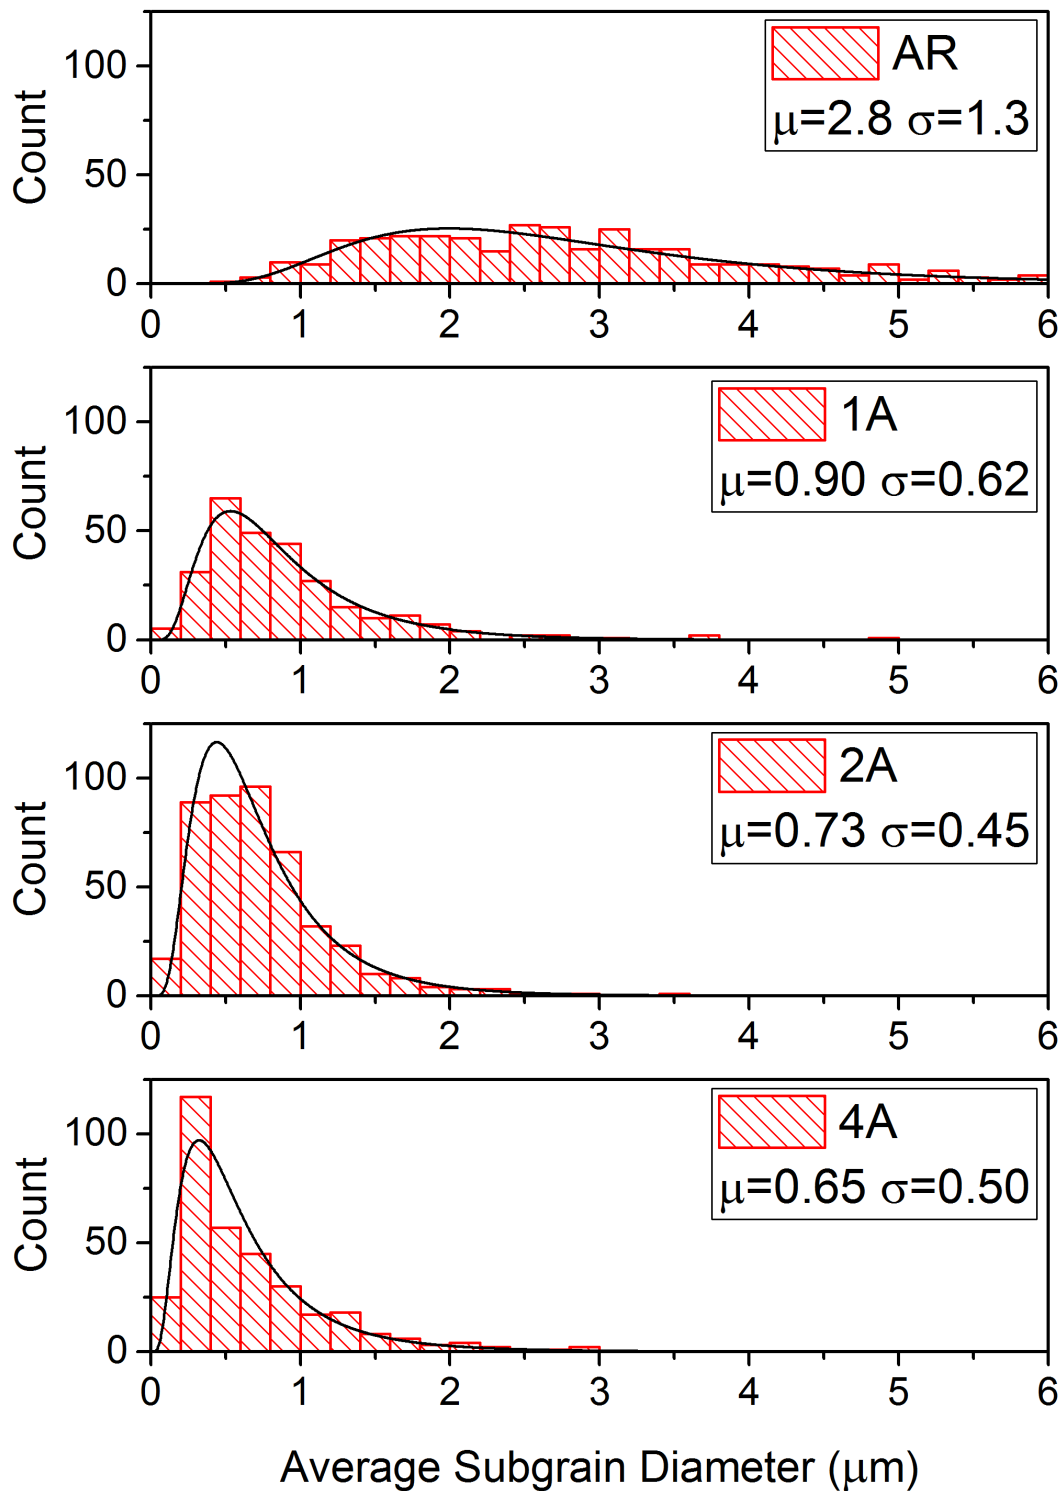 AR
μ=2.8 σ=1.3
Count
100
50
0
0 1 2 3 4 5 6
1A
μ=0.90 σ=0.62
Count
100
50
0
0 1 2 3 4 5 6
2A
μ=0.73 σ=0.45
Count
100
50
0
0 1 2 3 4 5 6
4A
μ=0.65 σ=0.50
Count
100
50
0
0 1 2 3 4 5 6
Average Subgrain Diameter (μm)